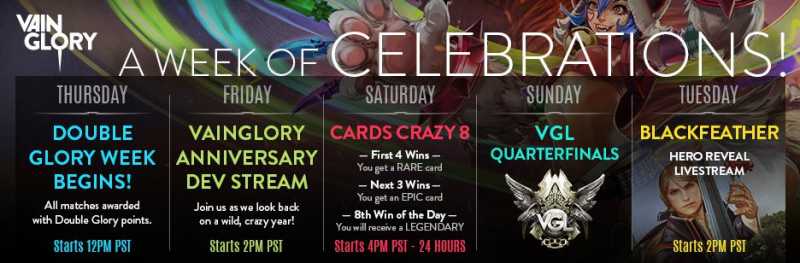 VAIN
GLORY
A WEEK OF CELEBRATIONS!
THURSDAY
DOUBLE
GLORY WEEK
BEGINS!
All matches awarded
with Double Glory points.
Starts 12PM PST
FRIDAY
VAINGLORY
ANNIVERSARY
DEV STREAM
Join us as we look back
on a wild, crazy year!
Starts 2PM PST
SATURDAY
CARDS CRAZY 8
— First 4 Wins —
You get a RARE card
— Next 3 Wins —
You get an EPIC card
— 8th Win of the Day —
You will receive a LEGENDARY
Starts 4PM PST - 24 HOURS
SUNDAY
VGL
QUARTERFINALS
VGL
TUESDAY
BLACKFEATHER
HERO REVEAL
LIVESTREAM
Starts 2PM PST